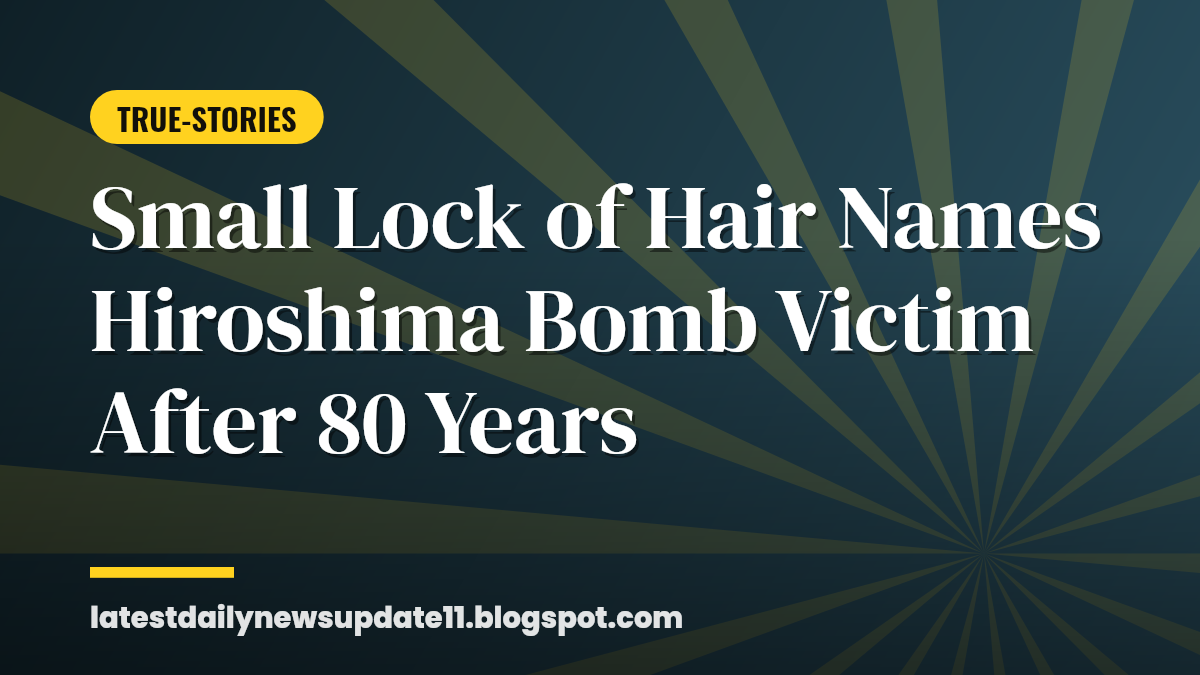 TRUE-STORIES
Small Lock of Hair Names
Hiroshima Bomb Victim
After 80 Years
latestdailynewsupdate11.blogspot.com